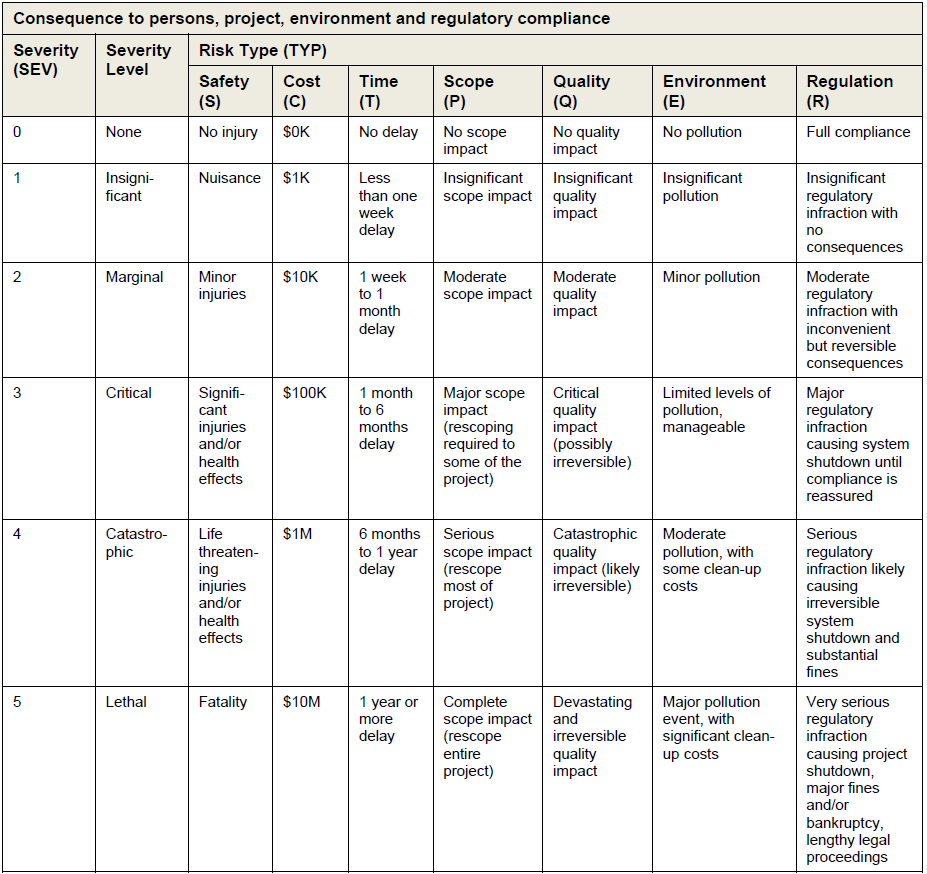 Consequence to persons, project, environment and regulatory compliance
Severity
(SEV)
Severity
Level
Risk Type (TYP)
Safety
(S)
Cost
(C)
Time
(T)
Scope
(P)
Quality
(Q)
Environment
(E)
Regulation
(R)
0
None
No injury
$0K
No delay
No scope
impact
No quality
impact
No pollution
Full compliance
1
Insigni-
ficant
Nuisance
$1K
Less
than one
week
delay
Insignificant
scope impact
Insignificant
quality
impact
Insignificant
pollution
Insignificant
regulatory
infraction with
no
consequences
2
Marginal
Minor
injuries
$10K
1 week
to 1
month
delay
Moderate
scope impact
Moderate
quality
impact
Minor pollution
Moderate
regulatory
infraction with
inconvenient
but reversible
consequences
3
Critical
Signifi-
cant
injuries
and/or
health
effects
$100K
1 month
to 6
months
delay
Major scope
impact
(rescoping
required to
some of the
project)
Critical
quality
impact
(possibly
irreversible)
Limited levels of
pollution,
manageable
Major
regulatory
infraction
causing system
shutdown until
compliance is
reassured
4
Catastro-
phic
Life
threaten-
ing
injuries
and/or
health
effects
$1M
6 months
to 1 year
delay
Serious
scope impact
(rescope
most of
project)
Catastrophic
quality
impact (likely
irreversible)
Moderate
pollution, with
some clean-up
costs
Serious
regulatory
infraction likely
causing
irreversible
system
shutdown and
substantial
fines
5
Lethal
Fatality
$10M
1 year or
more
delay
Complete
scope impact
(rescope
entire
project)
Devastating
and
irreversible
quality
impact
Major pollution
event, with
significant clean-
up costs
Very serious
regulatory
infraction
causing project
shutdown,
major fines
and/or
bankruptcy,
lengthy legal
proceedings